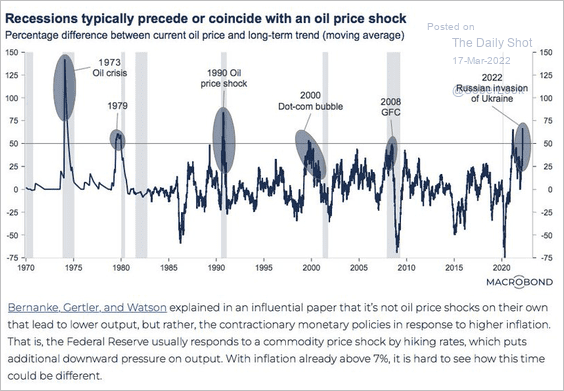 Recessions typically precede or coincide with an oil price shock
Percentage difference between current oil price and long-term trend (moving average)
Posted on
The Daily Shot
17-Mar-2022
150 150
125 125
100 100
75 75
50 50
25 25
0 0
-25 -25
-50 -50
-75 -75
1973
Oil crisis
1979
1990 Oil
price shock
2000
Dot-com bubble
2008
GFC
2022
Russian invasion
of Ukraine
1970 1975 1980 1985 1990 1995 2000 2005 2010 2015 2020
MACROBOND
Bernanke, Gertler, and Watson explained in an influential paper that it's not oil price shocks on their own
that lead to lower output, but rather, the contractionary monetary policies in response to higher inflation.
That is, the Federal Reserve usually responds to a commodity price shock by hiking rates, which puts
additional downward pressure on output. With inflation already above 7%, it is hard to see how this time
could be different.